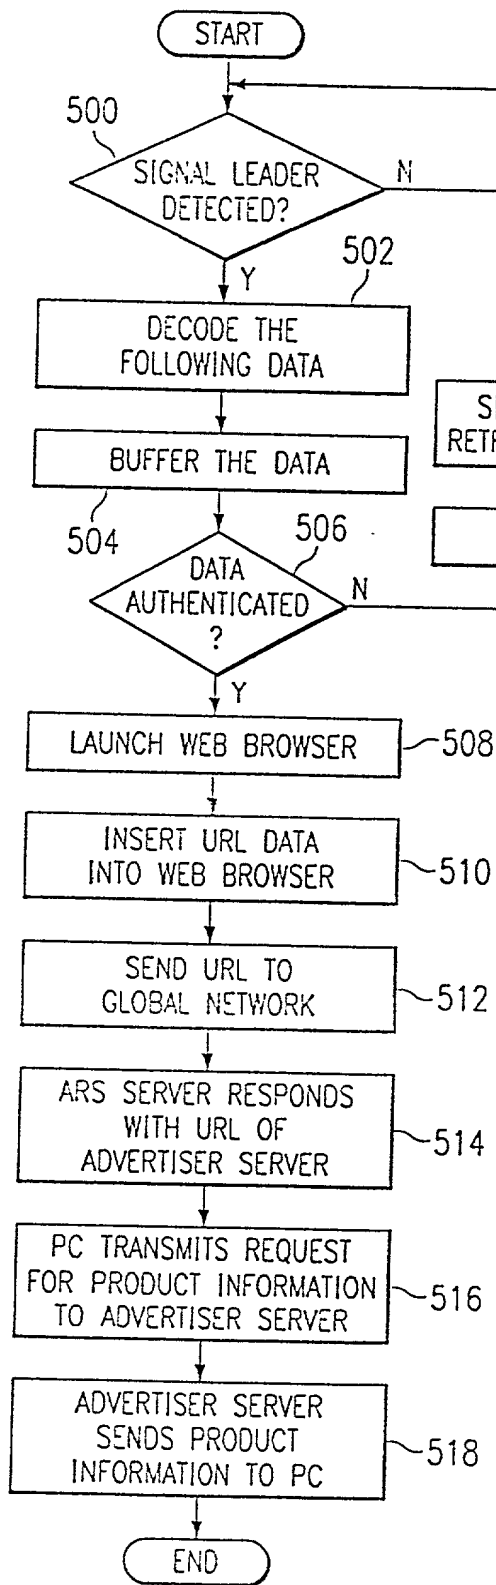 START
500
SIGNAL LEADER
DETECTED?
N
Y
502
DECODE THE
FOLLOWING DATA
BUFFER THE DATA
504
506
DATA
AUTHENTICATED
?
N
Y
LAUNCH WEB BROWSER
508
INSERT URL DATA
INTO WEB BROWSER
510
SEND URL TO
GLOBAL NETWORK
512
ARS SERVER RESPONDS
WITH URL OF
ADVERTISER SERVER
514
PC TRANSMITS REQUEST
FOR PRODUCT INFORMATION
TO ADVERTISER SERVER
516
ADVERTISER SERVER
SENDS PRODUCT
INFORMATION TO PC
518
END